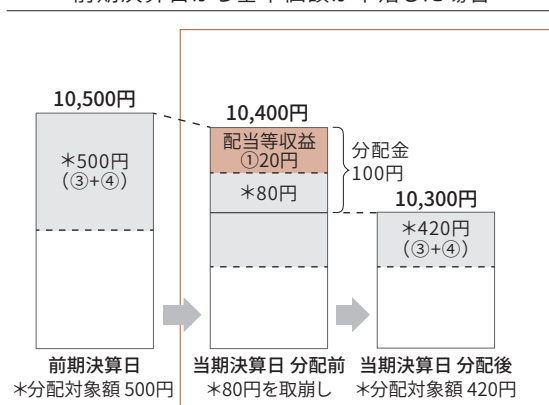 前期決算日から基準価額が下落した場合
10,500円
10,400円
配当等収益
①20円
分配金
100円
＊500円
（③+④）
＊80円
10,300円
＊420円
（③+④）
前期決算日
＊分配対象額 500円
当期決算日 分配前
＊80円を取崩し
当期決算日 分配後
＊分配対象額 420円